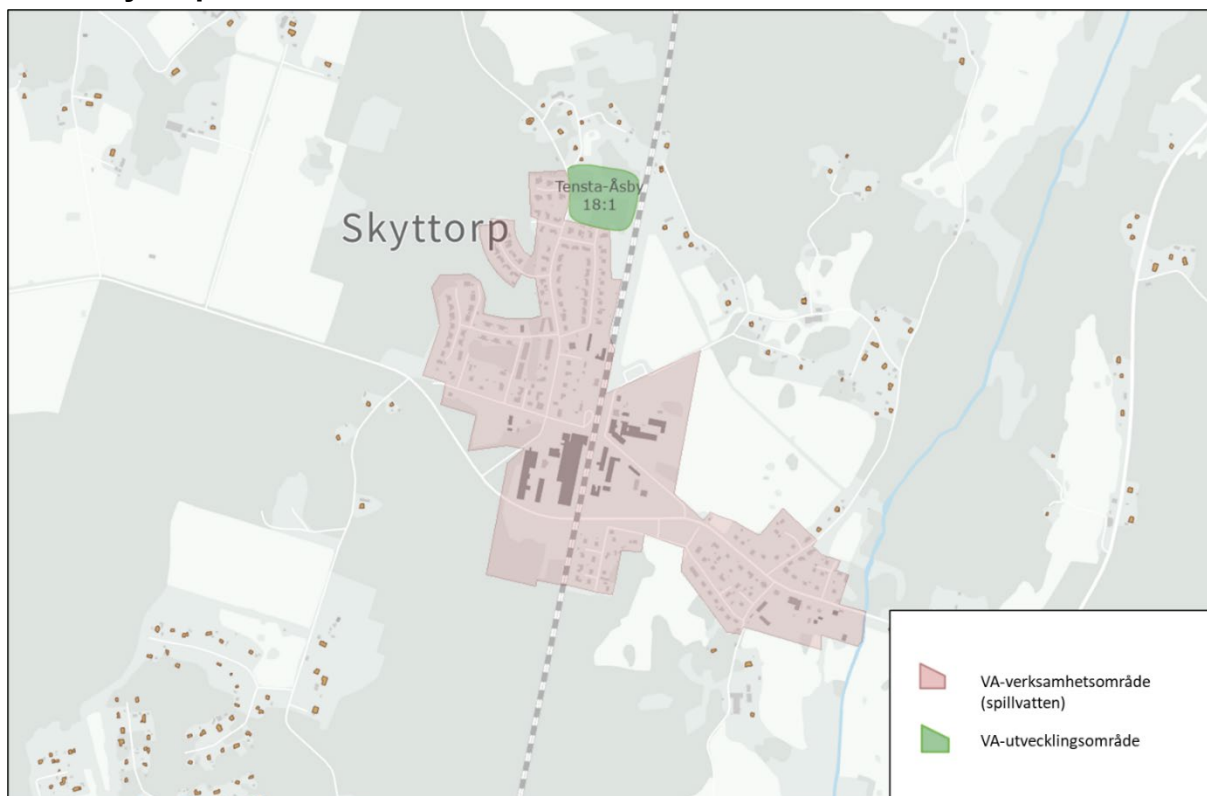 Tensta-Åsby
18:1
Skyttorp
VA-verksamhetsområde
(spillvatten)
VA-utvecklingsområde